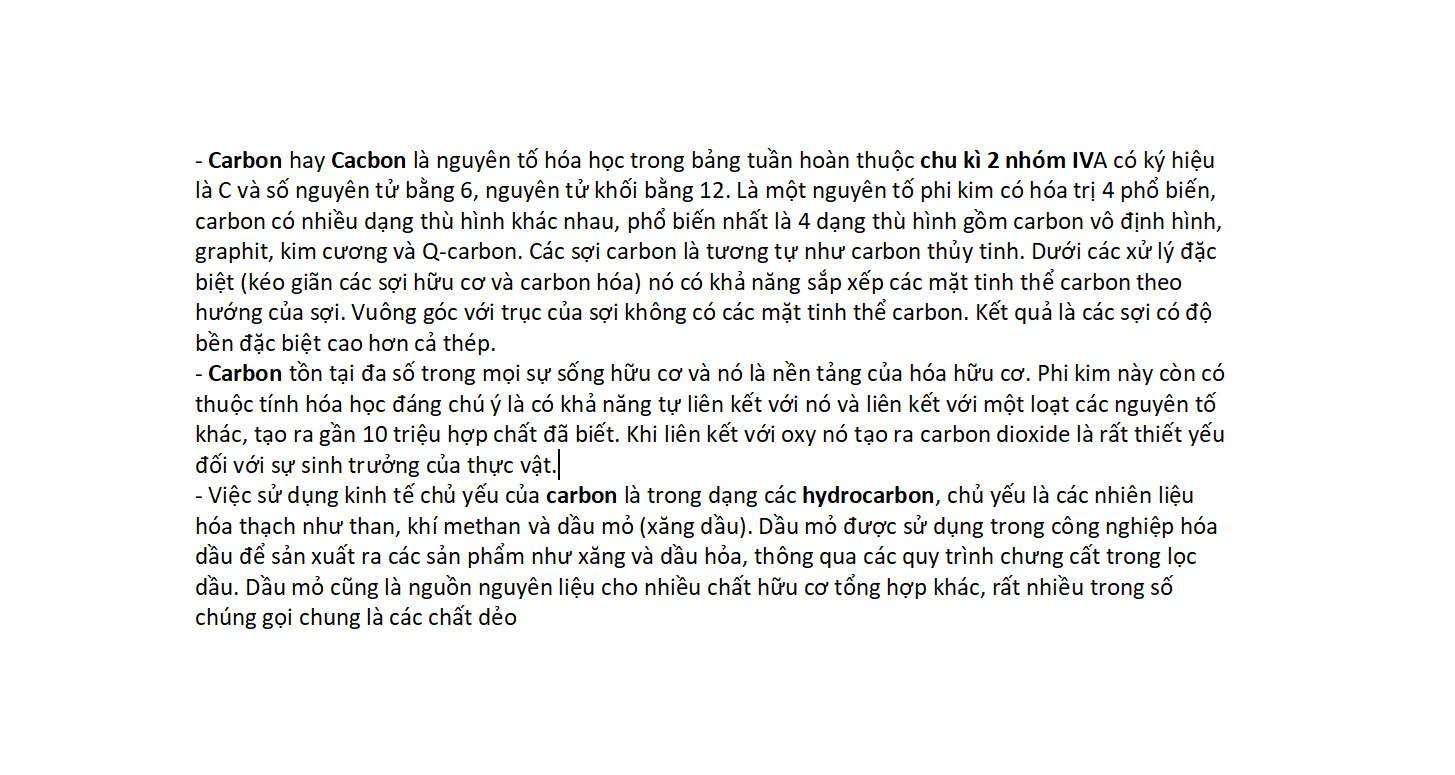 - Carbon hay Cacbon là nguyên tố hóa học trong bảng tuần hoàn thuộc chu kì 2 nhóm IVA có ký hiệu
là C và số nguyên tử bằng 6, nguyên tử khối bằng 12. Là một nguyên tố phi kim có hóa trị 4 phổ biến,
carbon có nhiều dạng thù hình khác nhau, phổ biến nhất là 4 dạng thù hình gồm carbon vô định hình,
graphit, kim cương và Q-carbon. Các sợi carbon là tương tự như carbon thủy tinh. Dưới các xử lý đặc
biệt (kéo giãn các sợi hữu cơ và carbon hóa) nó có khả năng sắp xếp các mặt tinh thể carbon theo
hướng của sợi. Vuông góc với trục của sợi không có các mặt tinh thể carbon. Kết quả là các sợi có độ
bền đặc biệt cao hơn cả thép.
- Carbon tồn tại đa số trong mọi sự sống hữu cơ và nó là nền tảng của hóa hữu cơ. Phi kim này còn có
thuộc tính hóa học đáng chú ý là có khả năng tự liên kết với nó và liên kết với một loạt các nguyên tố
khác, tạo ra gần 10 triệu hợp chất đã biết. Khi liên kết với oxy nó tạo ra carbon dioxide là rất thiết yếu
đối với sự sinh trưởng của thực vật.
- Việc sử dụng kinh tế chủ yếu của carbon là trong dạng các hydrocarbon, chủ yếu là các nhiên liệu
hóa thạch như than, khí methan và dầu mỏ (xăng dầu). Dầu mỏ được sử dụng trong công nghiệp hóa
dầu để sản xuất ra các sản phẩm như xăng và dầu hỏa, thông qua các quy trình chưng cất trong lọc
dầu. Dầu mỏ cũng là nguồn nguyên liệu cho nhiều chất hữu cơ tổng hợp khác, rất nhiều trong số
chúng gọi chung là các chất dẻo